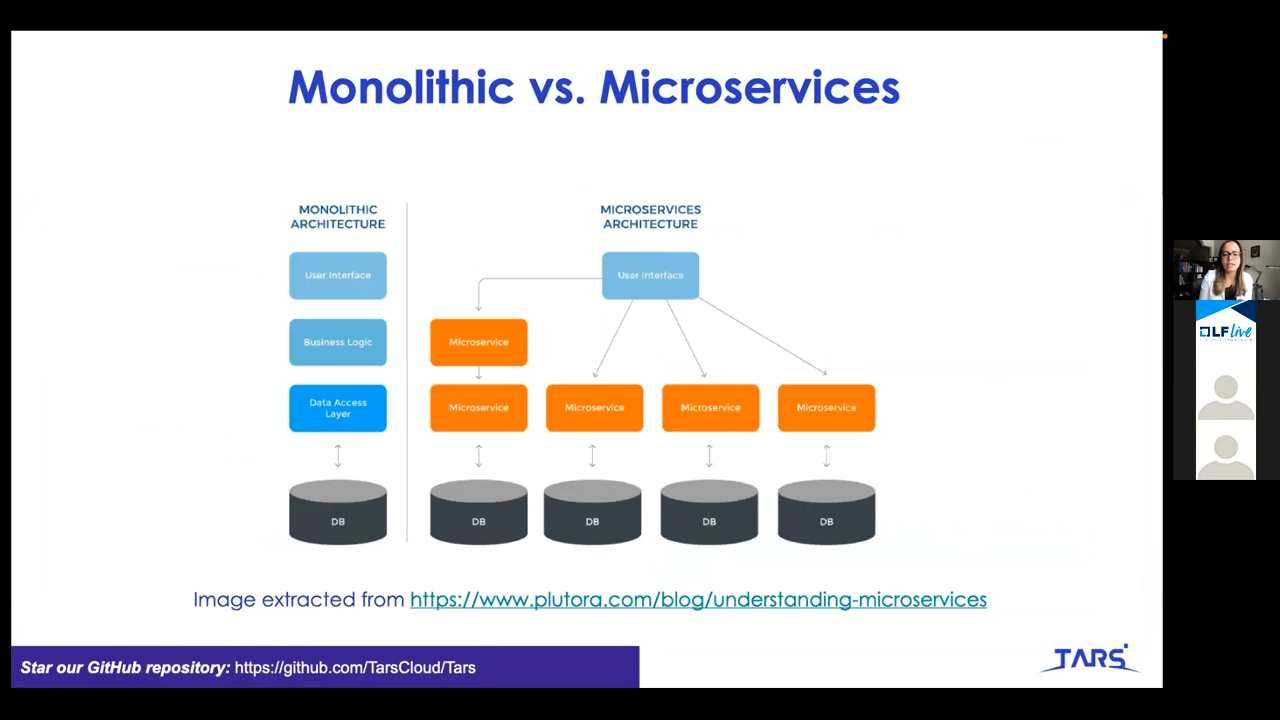 Monolithic vs. Microservices
MONOLITHIC
ARCHITECTURE
MICROSERVICES
ARCHITECTURE
User Interface
User Interface
Business Logic
Microservice
Data Access
Layer
Microservice
Microservice
Microservice
Microservice
DB
DB
DB
DB
DB
Image extracted from https://www.plutora.com/blog/understanding-microservices
Star our GitHub repository: https://github.com/TarsCloud/Tars
TARS
LF Live